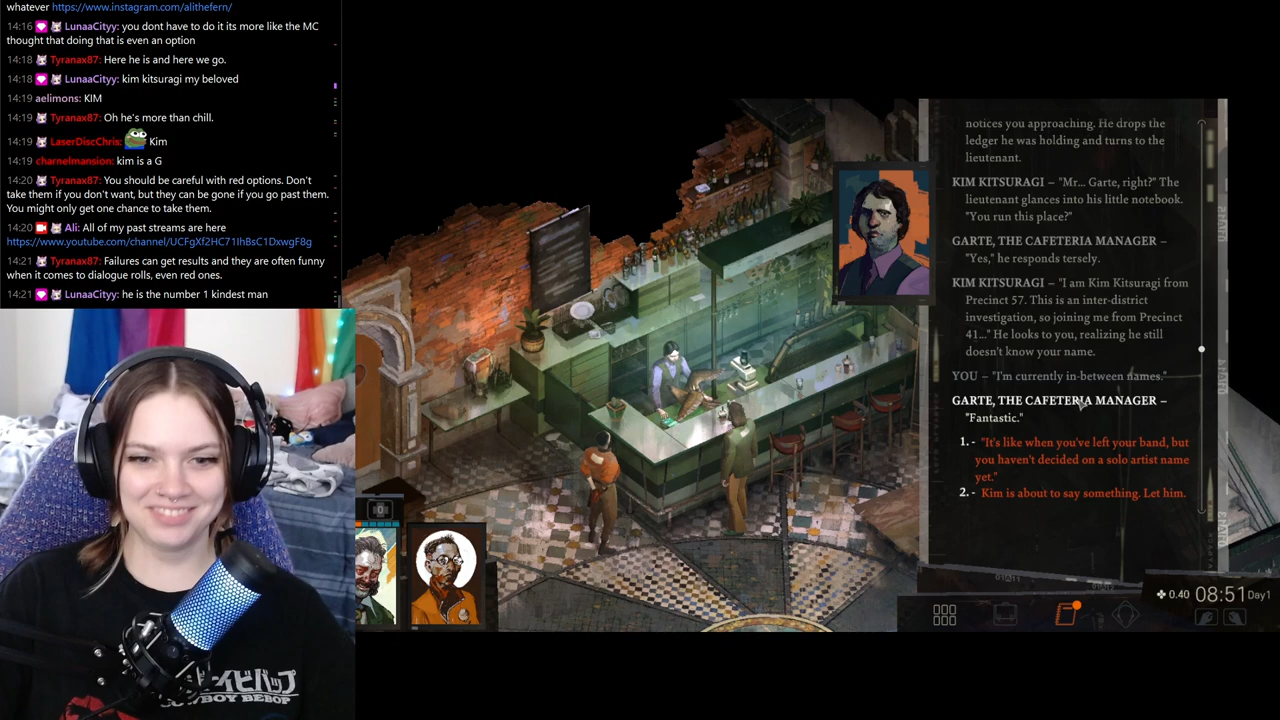 whatever https://www.instagram.com/alithefern/
14:16 LunaaCityy: you dont have to do it its more like the MC
thought that doing that is even an option
14:18 Tyranax87: Here he is and here we go.
14:18 LunaaCityy: kim kitsuragi my beloved
14:19 aelimons: KIM
14:19 Tyranax87: Oh he's more than chill.
14:19 LaserDiscChris: Kim
14:19 charnelmansion: kim is a G
14:20 Tyranax87: You should be careful with red options. Don't
take them if you don't want, but they can be gone if you go past them.
You might only get one chance to take them.
14:20 Ali: All of my past streams are here
https://www.youtube.com/channel/UCFgXf2HC71IhBsC1DxwgF8g
14:21 Tyranax87: Failures can get results and they are often funny
when it comes to dialogue rolls, even red ones.
14:21 LunaaCityy: he is the number 1 kindest man
notices you approaching. He drops the
ledger he was holding and turns to the
lieutenant.
KIM KITSURAGI – "Mr... Garte, right?" The
lieutenant glances into his little notebook.
"You run this place?"
GARTE, THE CAFETERIA MANAGER –
"Yes," he responds tersely.
KIM KITSURAGI – "I am Kim Kitsuragi from
Precinct 57. This is an inter-district
investigation, so joining me from Precinct
41..." He looks to you, realizing he still
doesn't know your name.
YOU – "I'm currently in-between names."
GARTE, THE CAFETERIA MANAGER –
"Fantastic."
1. - "It's like when you've left your band, but
you haven't decided on a solo artist name
yet."
2. - Kim is about to say something. Let him.
0.40 08:51 Day1
COWBOY BEBOP